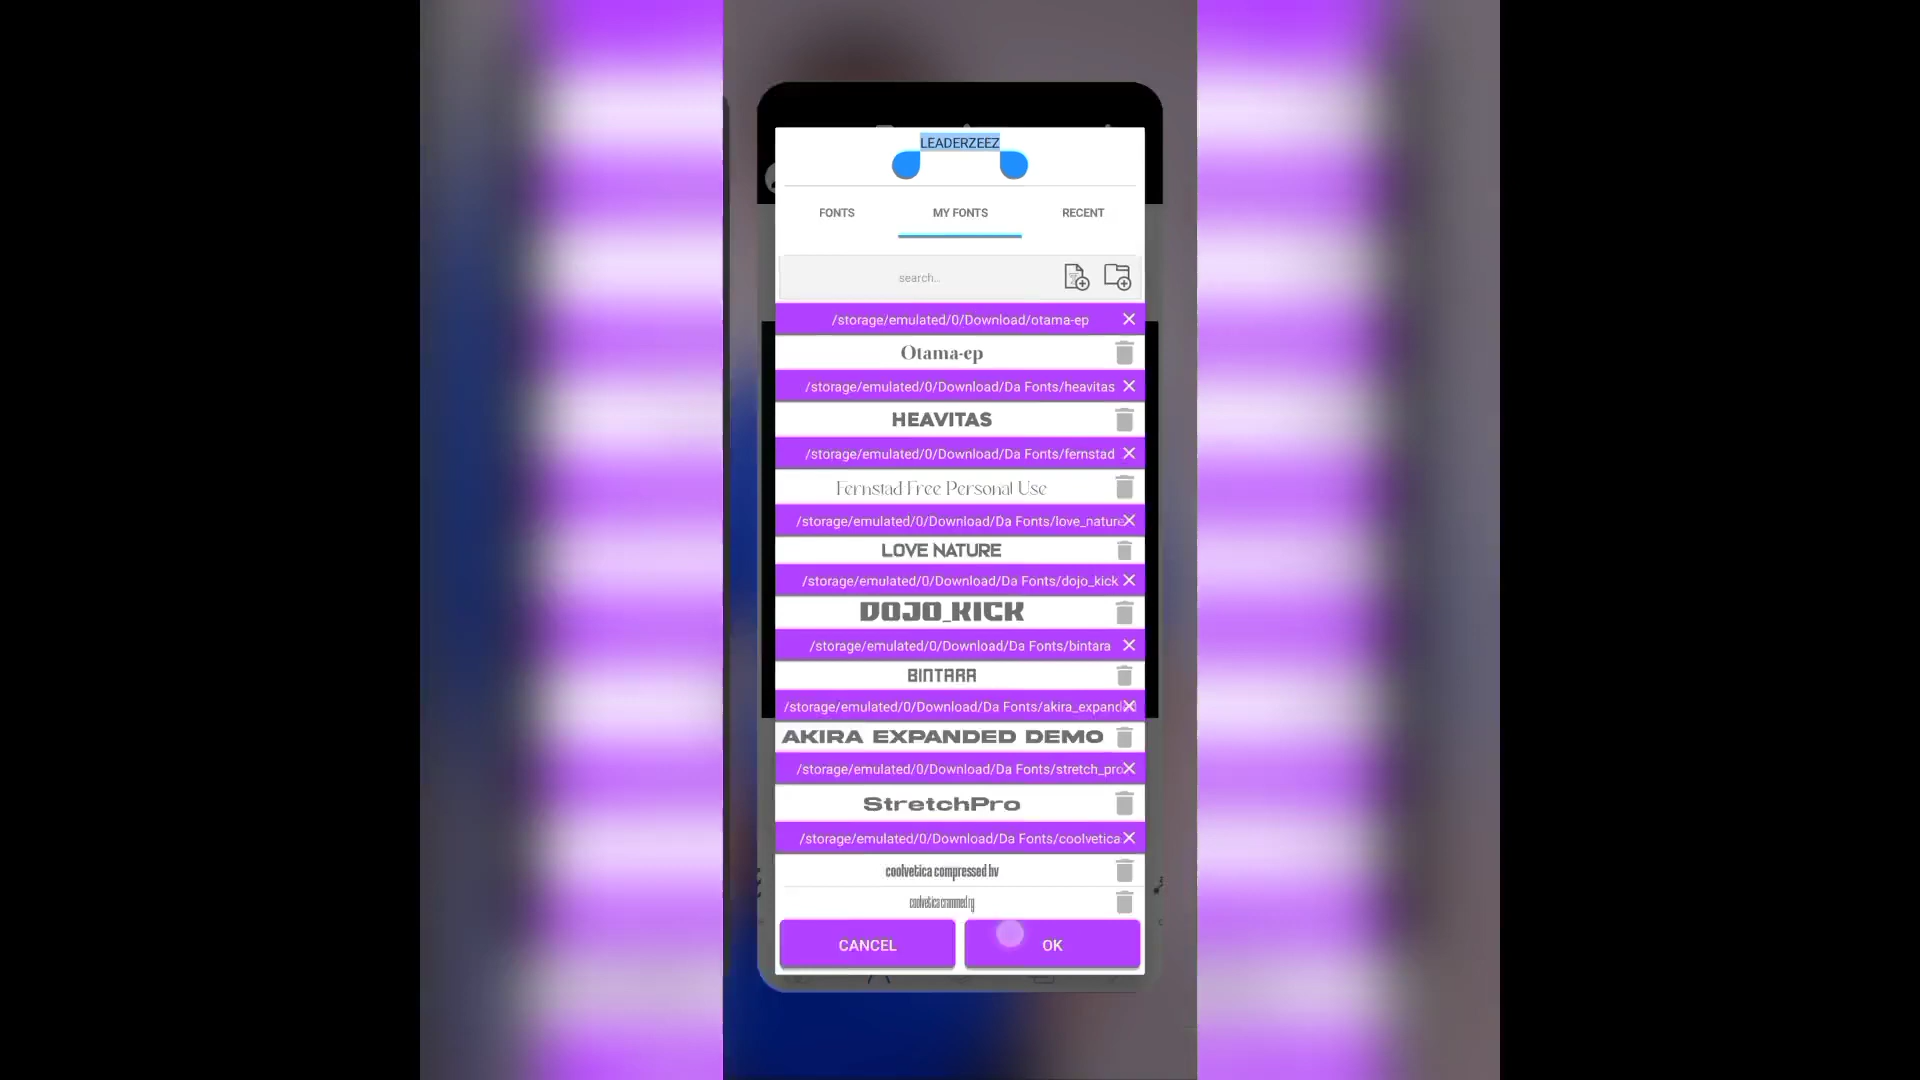 LEADERZEEZ
FONTS
MY FONTS
RECENT
search..
/storage/emulated/0/Download/otama-ep
Otama-ep
/storage/emulated/0/Download/Da Fonts/heavitas
HEAVITAS
/storage/emulated/0/Download/Da Fonts/fernstad
Fernstad Free Personal Use
/storage/emulated/0/Download/Da Fonts/love_nature
LOVE NATURE
/storage/emulated/0/Download/Da Fonts/dojo_kick
DOJO_KICK
/storage/emulated/0/Download/Da Fonts/bintara
BINTARA
/storage/emulated/0/Download/Da Fonts/akira_expanded
AKIRA EXPANDED DEMO
/storage/emulated/0/Download/Da Fonts/stretch_pro
StretchPro
/storage/emulated/0/Download/Da Fonts/coolvetica
coolvetica compressed hv
coolvetica crammed rg
CANCEL
OK